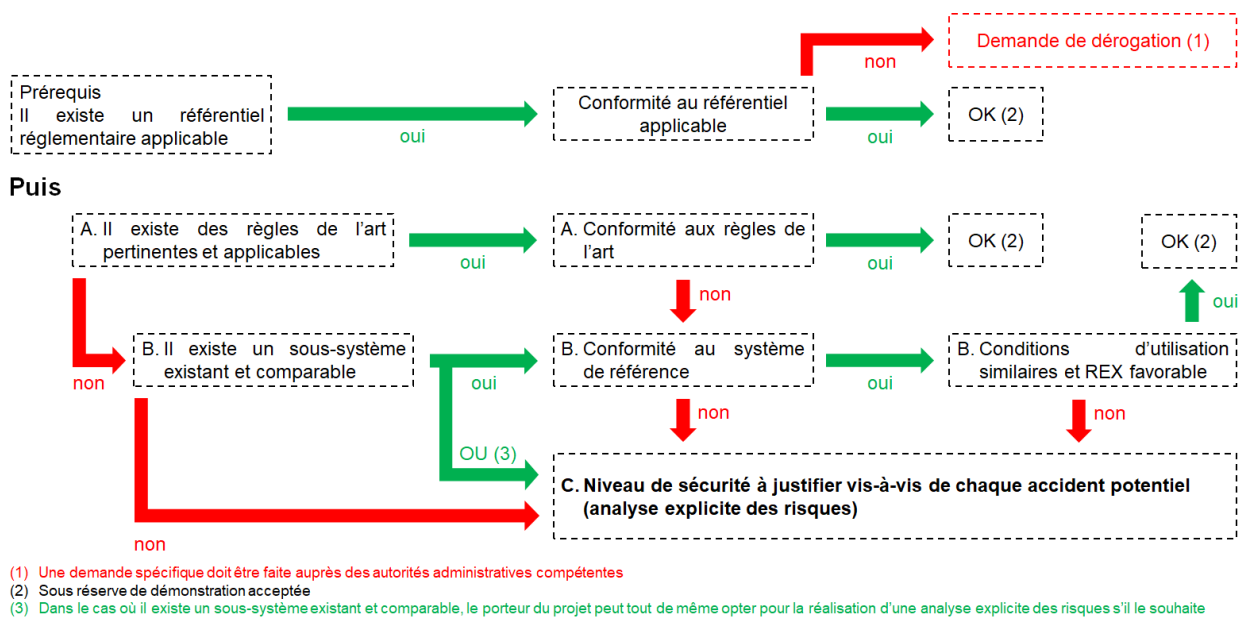 Demande de dérogation (1)
non
Prérequis
Il existe un référentiel
réglementaire applicable
oui
Conformité au référentiel
applicable
oui
OK (2)
Puis
A. Il existe des règles de l'art
pertinentes et applicables
oui
A. Conformité aux règles de
l'art
oui
OK (2)
OK (2)
non
oui
non
B. Il existe un sous-système
existant et comparable
oui
B. Conformité au système
de référence
oui
B. Conditions d'utilisation
similaires et REX favorable
non
non
OU (3)
C. Niveau de sécurité à justifier vis-à-vis de chaque accident potentiel
(analyse explicite des risques)
non
(1) Une demande spécifique doit être faite auprès des autorités administratives compétentes
(2) Sous réserve de démonstration acceptée
(3) Dans le cas où il existe un sous-système existant et comparable, le porteur du projet peut tout de même opter pour la réalisation d'une analyse explicite des risques s'il le souhaite